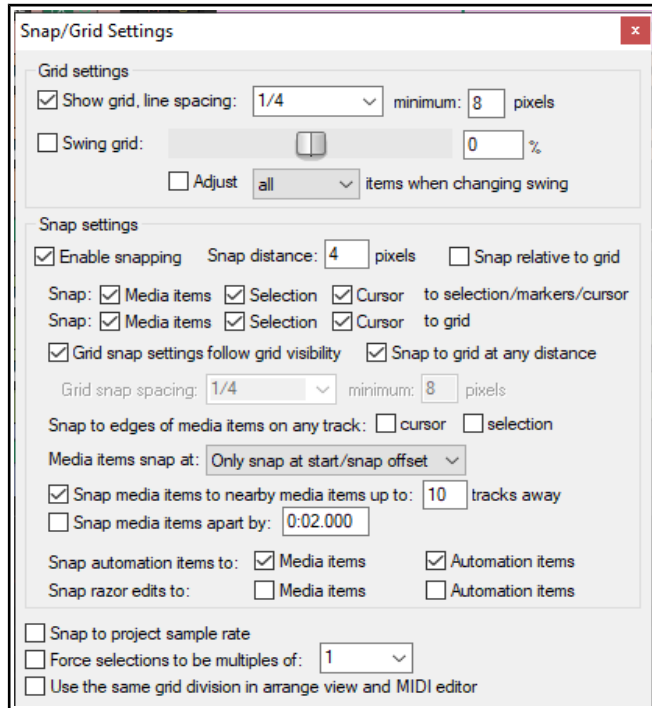 Snap/Grid Settings x
Grid settings
Show grid, line spacing: 1/4 minimum: 8 pixels
Swing grid: 0 %
Adjust all items when changing swing
Snap settings
Enable snapping Snap distance: 4 pixels Snap relative to grid
Snap: Media items Selection Cursor to selection/markers/cursor
Snap: Media items Selection Cursor to grid
Grid snap settings follow grid visibility Snap to grid at any distance
Grid snap spacing: 1/4 minimum: 8 pixels
Snap to edges of media items on any track: cursor selection
Media items snap at: Only snap at start/snap offset
Snap media items to nearby media items up to: 10 tracks away
Snap media items apart by: 0:02.000
Snap automation items to: Media items Automation items
Snap razor edits to: Media items Automation items
Snap to project sample rate
Force selections to be multiples of: 1
Use the same grid division in arrange view and MIDI editor